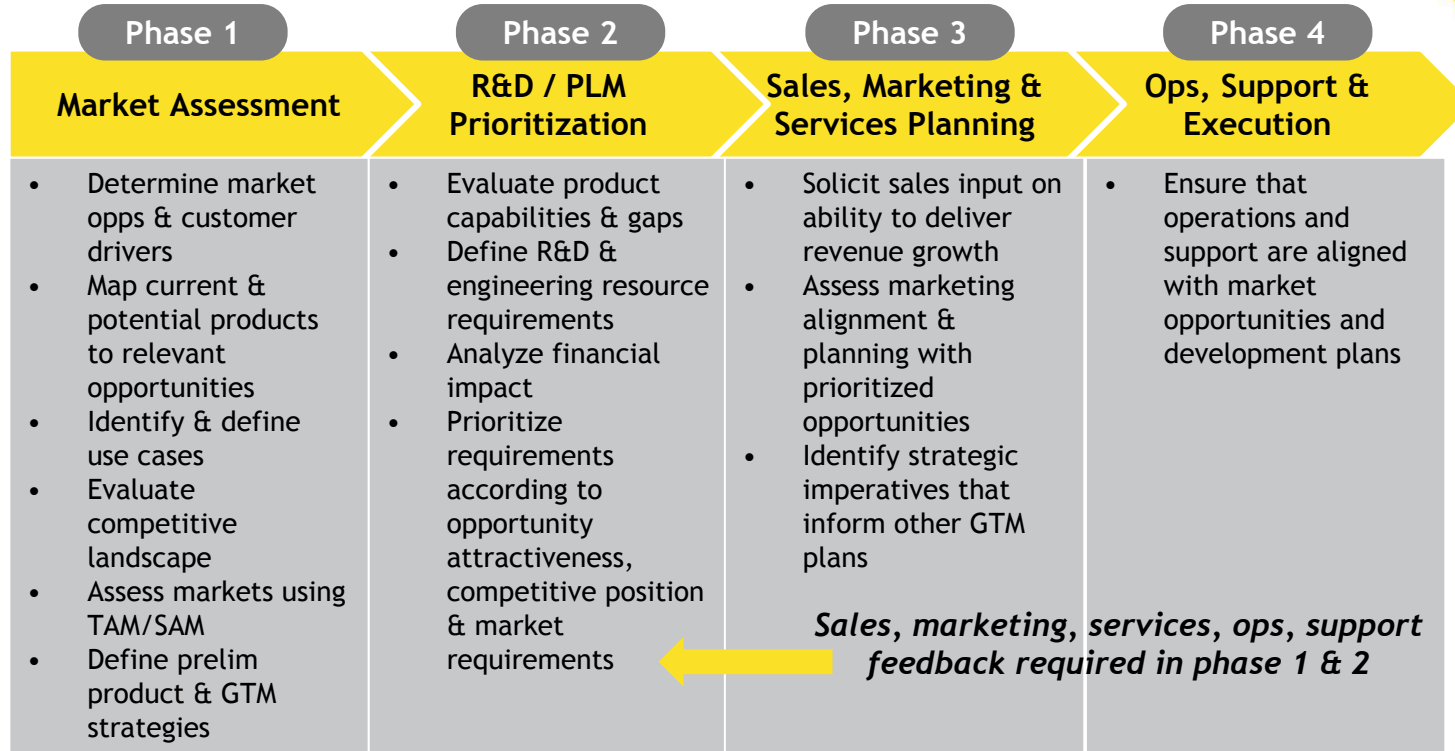 Phase 1
Phase 2
Phase 3
Phase 4
Market Assessment
R&D / PLM
Prioritization
Sales, Marketing &
Services Planning
Ops, Support &
Execution
• Determine market
opps & customer
drivers
• Map current &
potential products
to relevant
opportunities
• Identify & define
use cases
• Evaluate
competitive
landscape
• Assess markets using
TAM/SAM
• Define prelim
product & GTM
strategies
• Evaluate product
capabilities & gaps
• Define R&D &
engineering resource
requirements
• Analyze financial
impact
• Prioritize
requirements
according to
opportunity
attractiveness,
competitive position
& market
requirements
• Solicit sales input on
ability to deliver
revenue growth
• Assess marketing
alignment &
planning with
prioritized
opportunities
• Identify strategic
imperatives that
inform other GTM
plans
• Ensure that
operations and
support are aligned
with market
opportunities and
development plans
Sales, marketing, services, ops, support
feedback required in phase 1 & 2